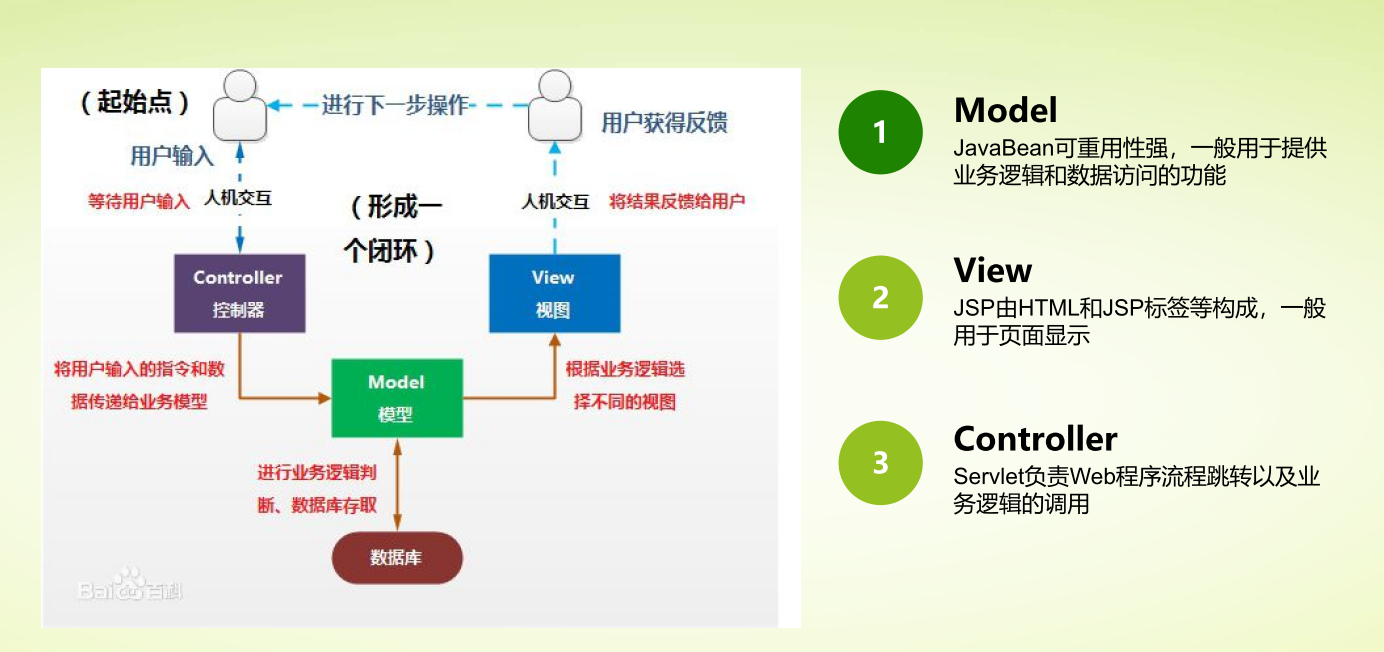 （起始点）
进行下一步操作
用户获得反馈
用户输入
等待用户输入
人机交互
（形成一
个闭环）
人机交互
将结果反馈给用户
Controller
控制器
View
视图
将用户输入的指令和数
据传递给业务模型
Model
模型
根据业务逻辑选
择不同的视图
进行业务逻辑判
断、数据库存取
数据库
Baidu百科
1
Model
JavaBean可重用性强，一般用于提供
业务逻辑和数据访问的功能
2
View
JSP由HTML和JSP标签等构成，一般
用于页面显示
3
Controller
Servlet负责Web程序流程跳转以及业
务逻辑的调用